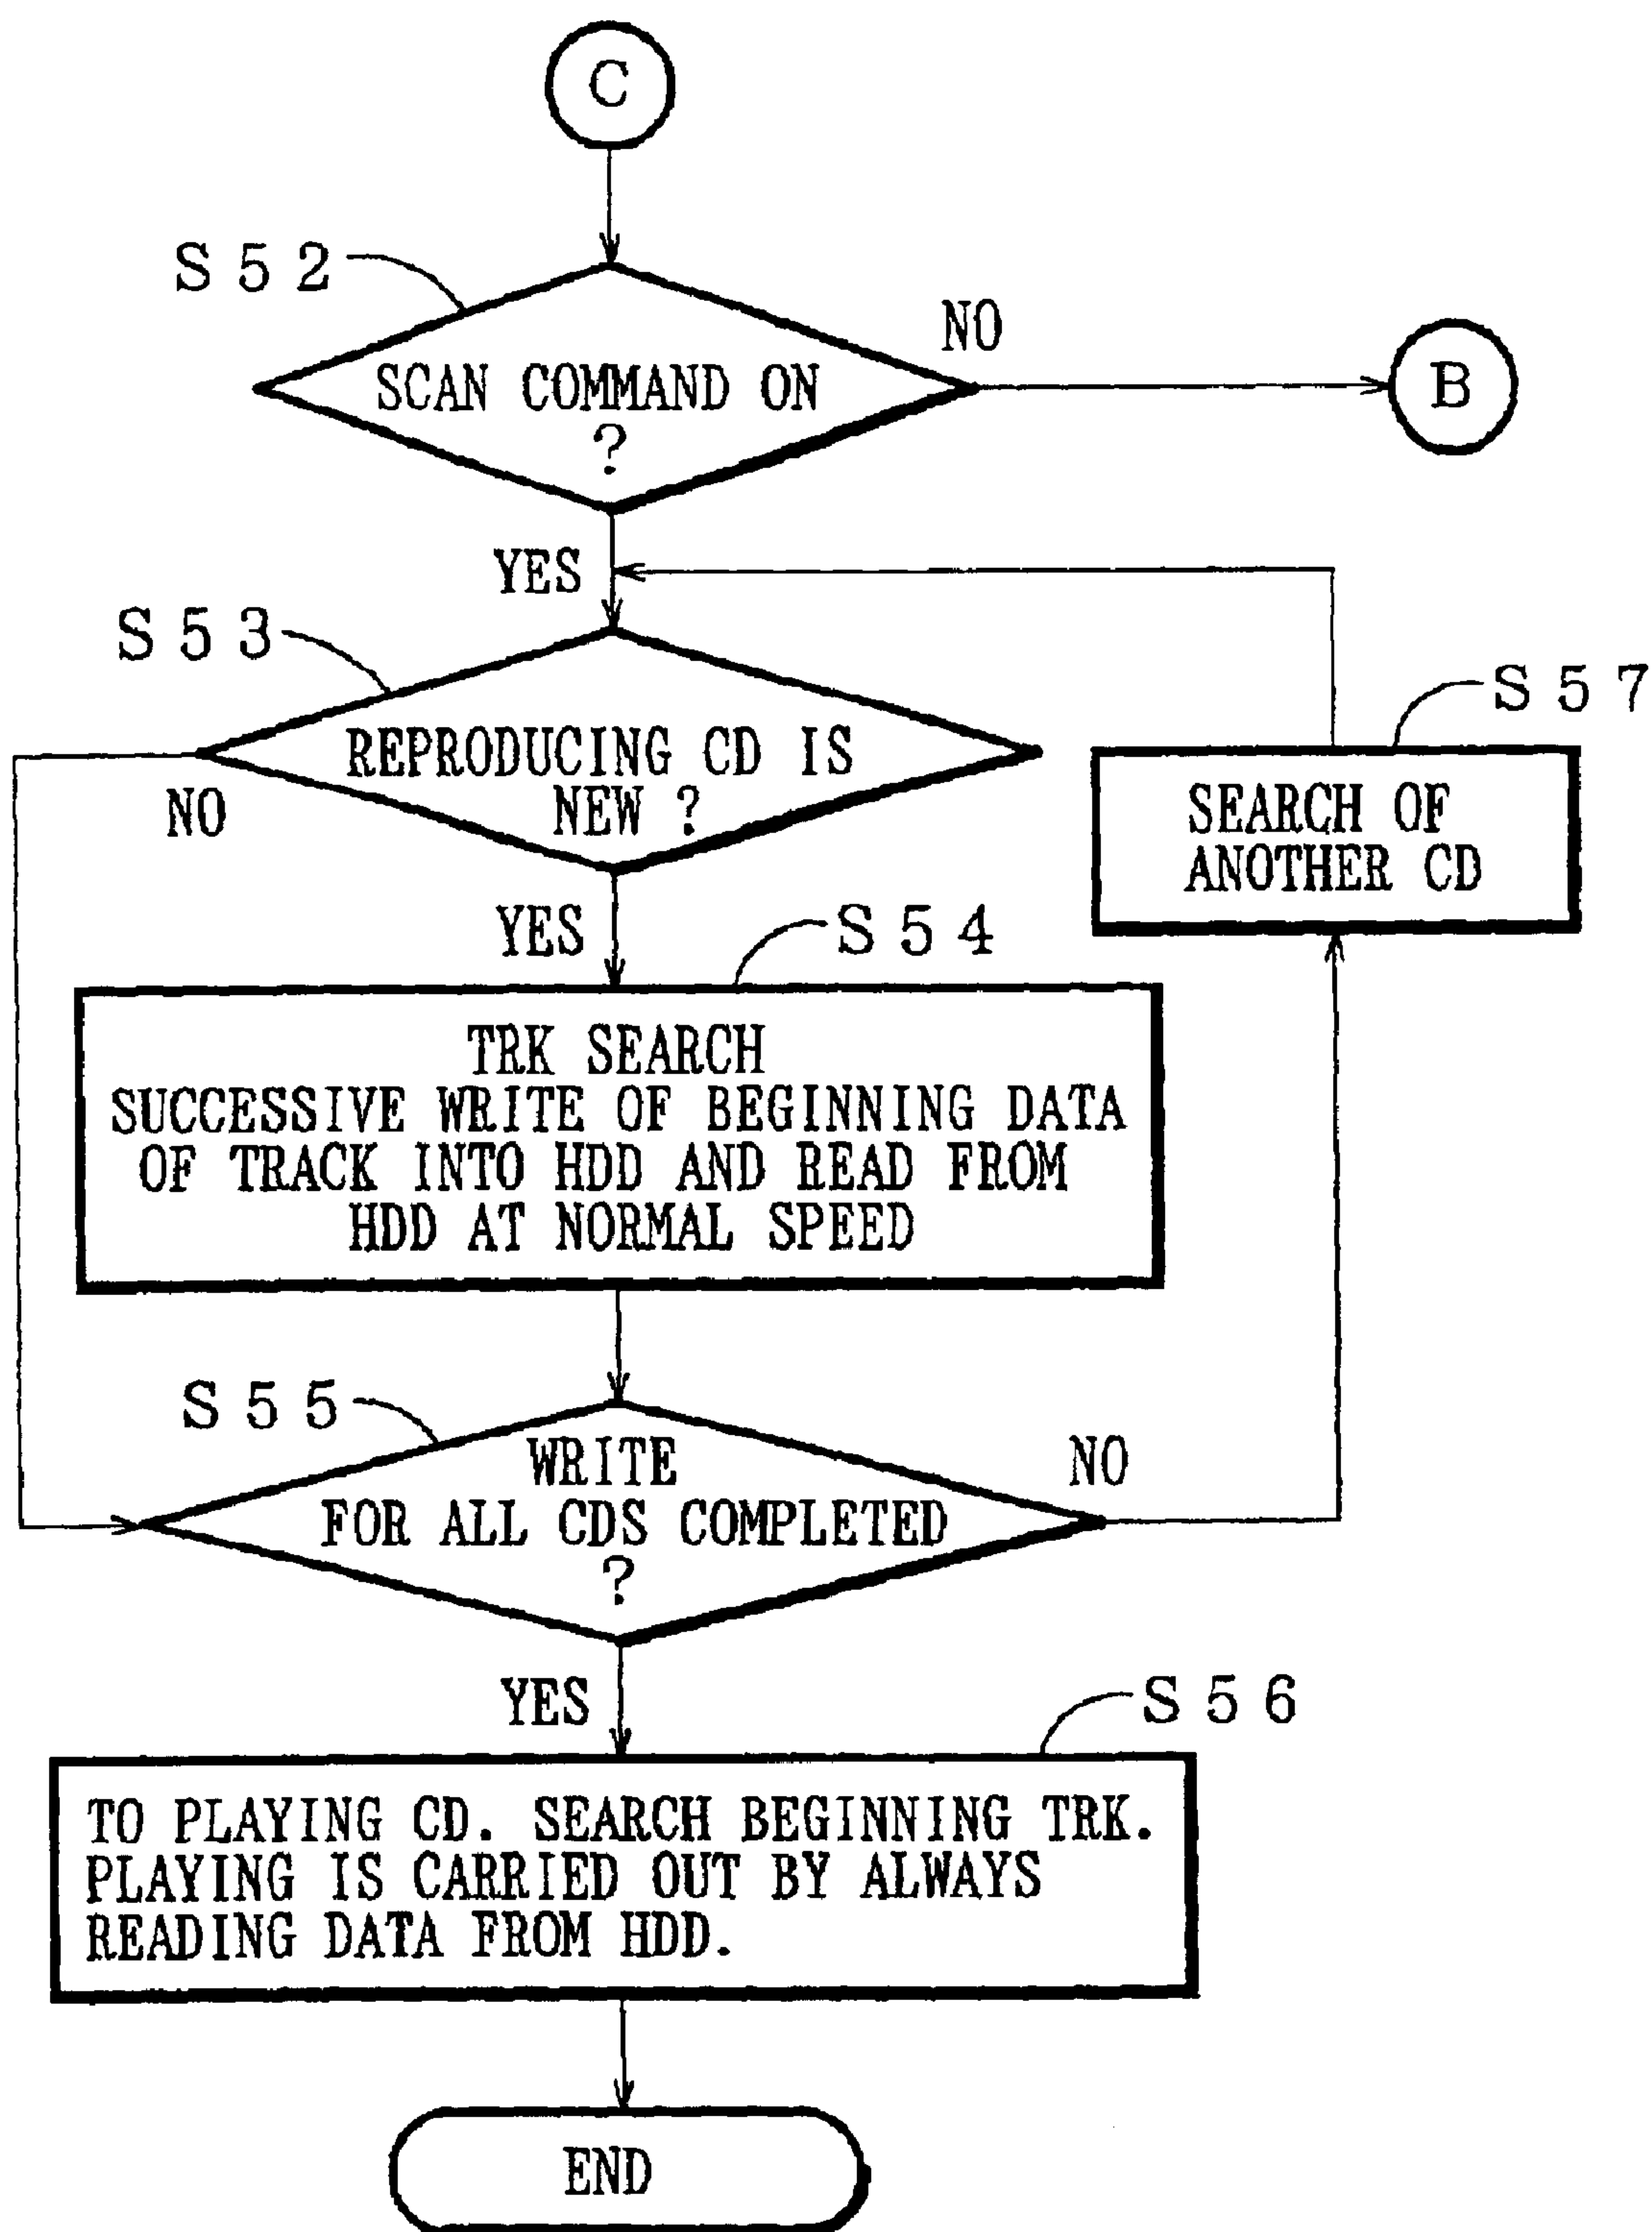 C
S52
NO
SCAN COMMAND ON
?
B
YES
S53
S57
REPRODUCING CD IS
NEW ?
NO
SEARCH OF
ANOTHER CD
YES
S54
TRK SEARCH
SUCCESSIVE WRITE OF BEGINNING DATA
OF TRACK INTO HDD AND READ FROM
HDD AT NORMAL SPEED
S55
WRITE
FOR ALL CDS COMPLETED
?
NO
YES
S56
TO PLAYING CD. SEARCH BEGINNING TRK.
PLAYING IS CARRIED OUT BY ALWAYS
READING DATA FROM HDD.
END